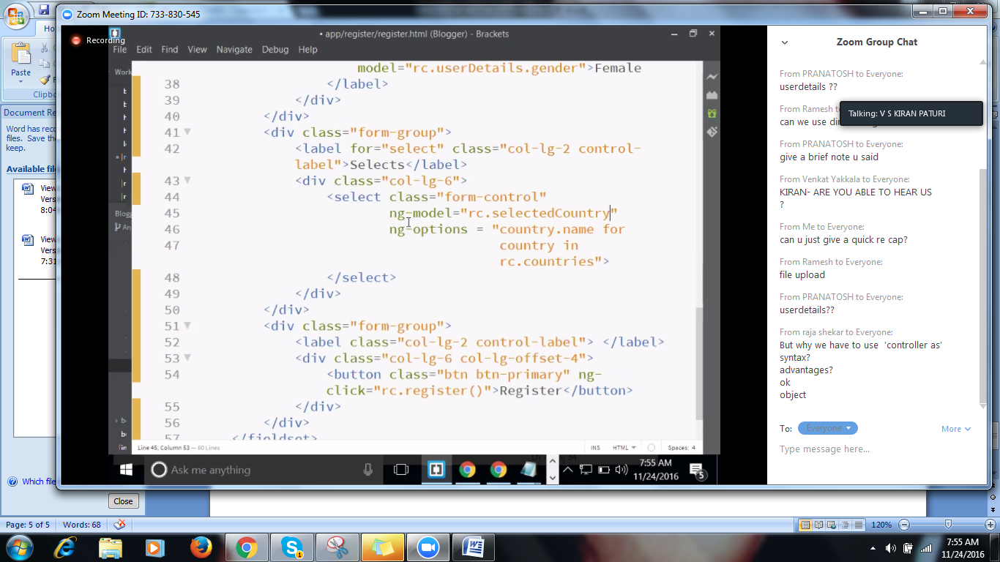 Zoom Meeting ID: 733-830-545
Ho
Paste
Clipbo
Document Re
Word has reco
files. Save the
keep.
Available file
View
Vers
8:04
View
Vers
7:31
Which file
Close
Recording
• app/register/register.html (Blogger) - Brackets
File Edit Find View Navigate Debug Help
Work
Blogg
An
model="rc.userDetails.gender">Female
38 </label>
39 </div>
40 </div>
41 <div class="form-group">
42 <label for="select" class="col-lg-2 control-
label">Selects</label>
43 <div class="col-lg-6">
44 <select class="form-control"
45 ng-model="rc.selectedCountry"
46 ng-options = "country.name for
47 country in
rc.countries">
48 </select>
49 </div>
50 </div>
51 <div class="form-group">
52 <label class="col-lg-2 control-label"> </label>
53 <div class="col-lg-6 col-lg-offset-4">
54 <button class="btn btn-primary" ng-
click="rc.register()">Register</button>
55 </div>
56 </div>
57 </fieldset>
Line 45, Column 53 — 60 Lines
INS HTML Spaces: 4
Ask me anything
7:55 AM
11/24/2016
5
Zoom Group Chat
From PRANATOSH to Everyone:
userdetails ??
From Ramesh to
can we use di
Talking: V S KIRAN PATURI
From PRANATOSH to Everyone:
give a brief note u said
From Venkat Yakkala to Everyone:
KIRAN- ARE YOU ABLE TO HEAR US
?
From Me to Everyone:
can u just give a quick re cap?
From Ramesh to Everyone:
file upload
From PRANATOSH to Everyone:
userdetails??
From raja shekar to Everyone:
But why we have to use 'controller as'
syntax?
advantages?
ok
object
To: Everyone More
Type message here...
Page: 5 of 5 Words: 68
120%
1
7:55 AM
11/24/2016